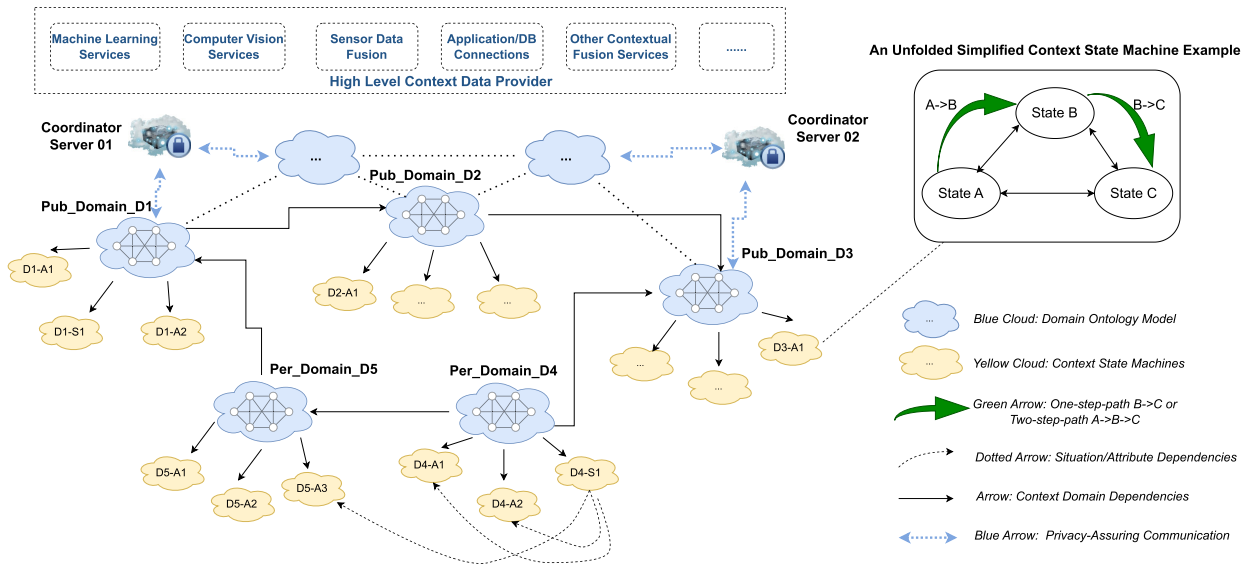 Machine Learning
Services
Computer Vision
Services
Sensor Data
Fusion
Application/DB
Connections
Other Contextual
Fusion Services
......
High Level Context Data Provider
An Unfolded Simplified Context State Machine Example
A->B
B->C
State B
State A
State C
Coordinator
Server 01
Coordinator
Server 02
...
...
Pub_Domain_D2
Pub_Domain_D1
Pub_Domain_D3
D1-A1
D1-S1
D1-A2
D2-A1
...
...
D3-A1
...
...
Per_Domain_D5
Per_Domain_D4
D5-A1
D5-A2
D5-A3
D4-A1
D4-A2
D4-S1
...
Blue Cloud: Domain Ontology Model
...
Yellow Cloud: Context State Machines
Green Arrow: One-step-path B->C or
Two-step-path A->B->C
Dotted Arrow: Situation/Attribute Dependencies
Arrow: Context Domain Dependencies
Blue Arrow: Privacy-Assuring Communication